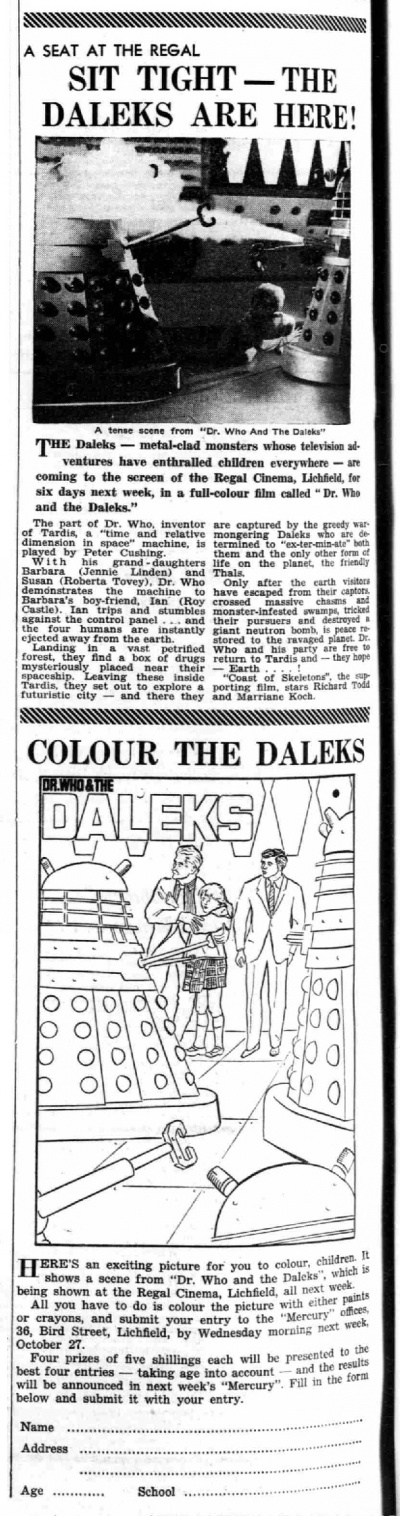 A SEAT AT THE REGAL
SIT TIGHT — THE
DALEKS ARE HERE!
A tense scene from "Dr. Who And The Daleks"
THE Daleks — metal-clad monsters whose television ad-
ventures have enthralled children everywhere — are
coming to the screen of the Regal Cinema, Lichfield, for
six days next week, in a full-colour film called "Dr. Who
and the Daleks."
The part of Dr. Who, inventor
of Tardis, a "time and relative
dimension in space" machine, is
played by Peter Cushing.
With his grand-daughters
Barbara (Jennie Linden) and
Susan (Roberta Tovey), Dr. Who
demonstrates the machine to
Barbara's boy-friend, Ian (Roy
Castle). Ian trips and stumbles
against the control panel . . . and
the four humans are instantly
ejected away from the earth.
Landing in a vast petrified
forest, they find a box of drugs
mysteriously placed near their
spaceship. Leaving these inside
Tardis, they set out to explore a
futuristic city — and there they
are captured by the greedy war-
mongering Daleks who are de-
termined to "ex-ter-min-ate" both
them and the only other form of
life on the planet, the friendly
Thals.
Only after the earth visitors
have escaped from their captors,
crossed massive chasms and
monster-infested swamps, tricked
their pursuers and destroyed a
giant neutron bomb, is peace re-
stored to the ravaged planet. Dr.
Who and his party are free to
return to Tardis and — they hope
— Earth . . . . !
"Coast of Skeletons", the sup-
porting film, stars Richard Todd
and Marriane Koch.
COLOUR THE DALEKS
DR. WHO & THE
DALEKS
HERE'S an exciting picture for you to colour, children. It
shows a scene from "Dr. Who and the Daleks", which is
being shown at the Regal Cinema, Lichfield, all next week.
All you have to do is colour the picture with either paints
or crayons, and submit your entry to the "Mercury" offices,
36, Bird Street, Lichfield, by Wednesday morning next week,
October 27.
Four prizes of five shillings each will be presented to the
best four entries — taking age into account — and the results
will be announced in next week's "Mercury". Fill in the form
below and submit it with your entry.
Name
Address
Age School